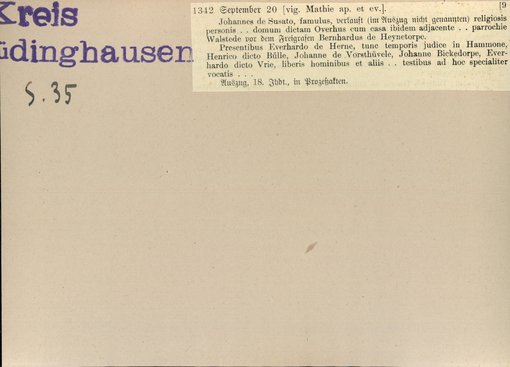 Kreis
üdinghausen
S. 35
1342 September 20 [vig. Mathie ap. et ev.]. [9
Johannes de Susato, famulus, verkauft (im Auszug nicht genannten) religiosis
personis . . domum dictam Overhus cum casa ibidem adjacente . . parrochie
Walstede vor dem Freigrafen Bernhardus de Heynetorpe.
Presentibus Everhardo de Herne, tunc temporis judice in Hammone,
Henrico dicto Bülle, Johanne de Vorsthüvele, Johanne Bickedorpe, Ever-
hardo dicto Vrie, liberis hominibus et aliis . . testibus ad hoc specialiter
vocatis . . .
Auszug, 18. Jhdt., in Prozeßakten.